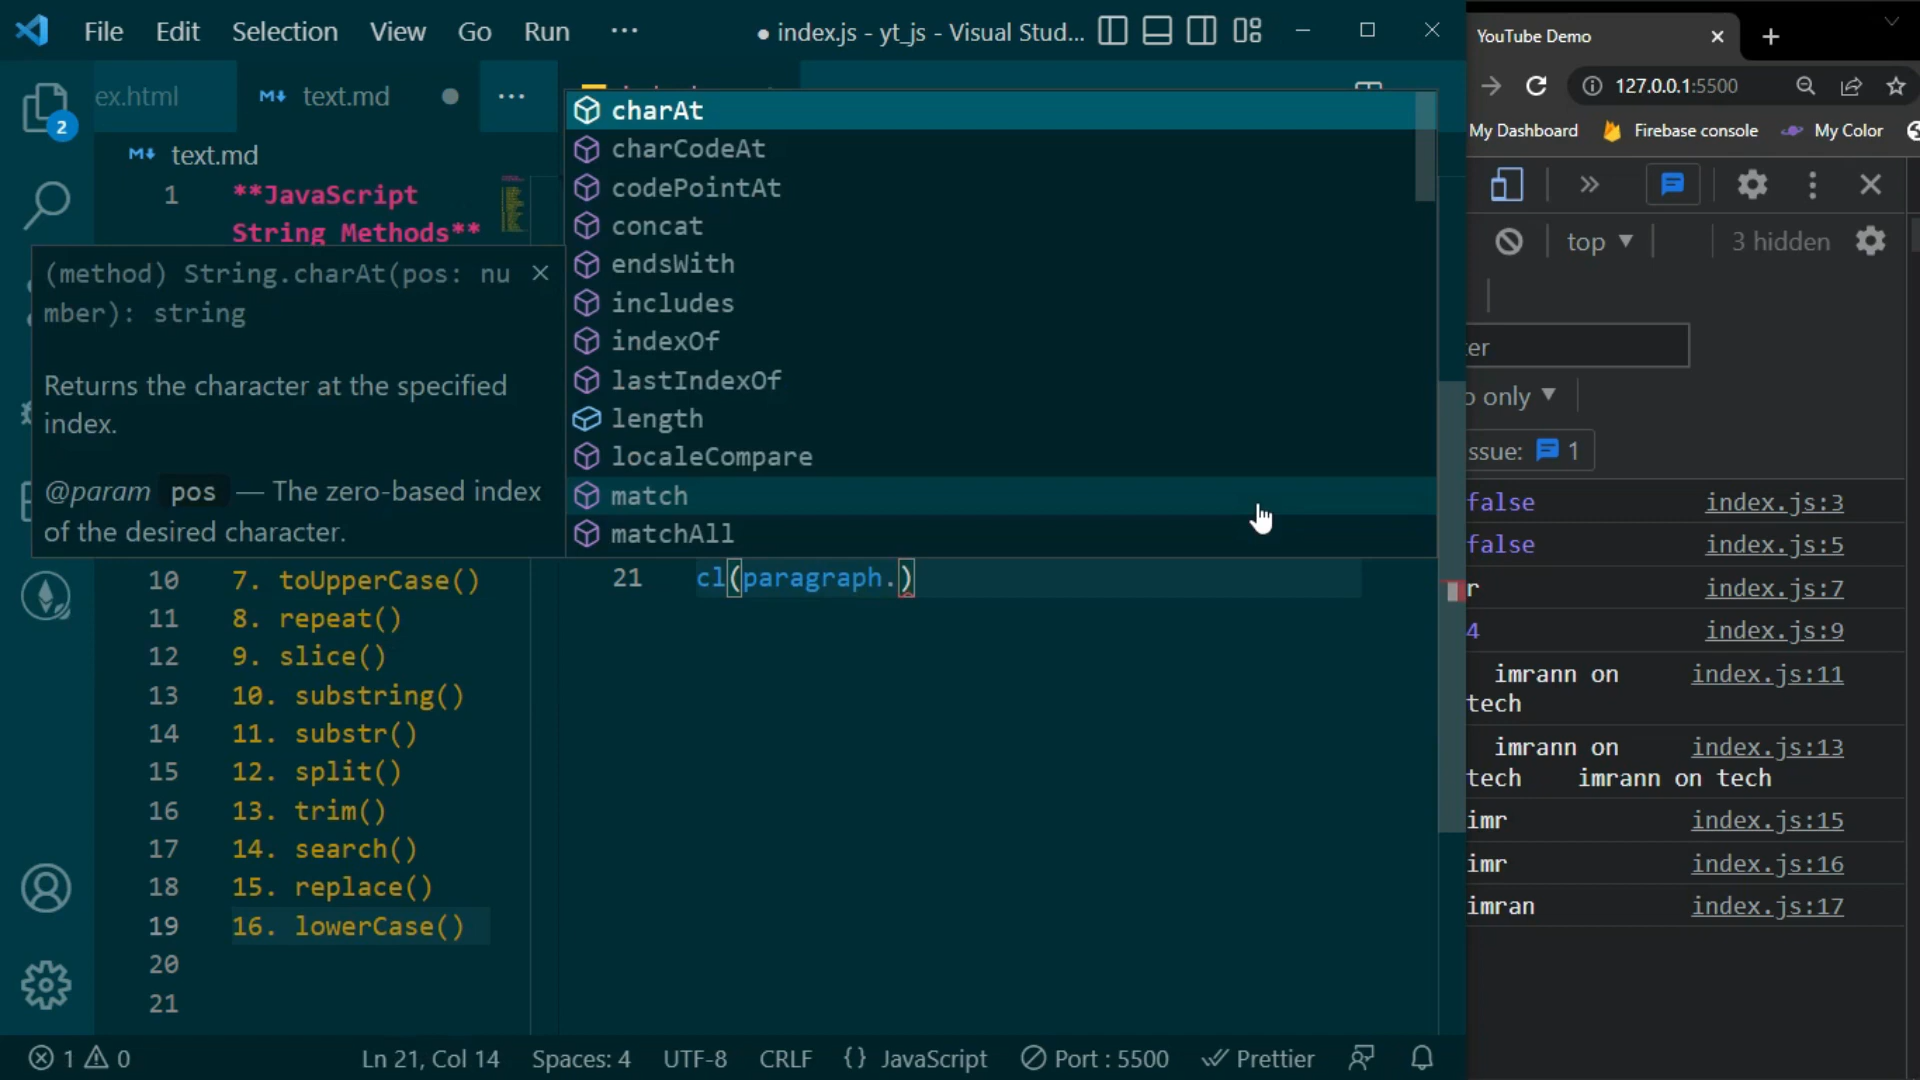 File Edit Selection View Go Run ··· ● index.js - yt_js - Visual Stud...
ex.html text.md ● ···
text.md
1 **JavaScript
String Methods**
(method) String.charAt(pos: nu
mber): string
Returns the character at the specified
index.
@param pos — The zero-based index
of the desired character.
charAt
charCodeAt
codePointAt
concat
endsWith
includes
indexOf
lastIndexOf
length
localeCompare
match
matchAll
10 7. toUpperCase()
11 8. repeat()
12 9. slice()
13 10. substring()
14 11. substr()
15 12. split()
16 13. trim()
17 14. search()
18 15. replace()
19 16. lowerCase()
20
21
21 cl(paragraph.)
2
1 0 Ln 21, Col 14 Spaces: 4 UTF-8 CRLF {} JavaScript Port : 5500 Prettier
YouTube Demo
127.0.0.1:5500
My Dashboard Firebase console My Color
top 3 hidden
ter
o only
ssue: 1
false index.js:3
false index.js:5
r index.js:7
4 index.js:9
imrann on index.js:11
tech
imrann on index.js:13
tech imrann on tech
imr index.js:15
imr index.js:16
imran index.js:17